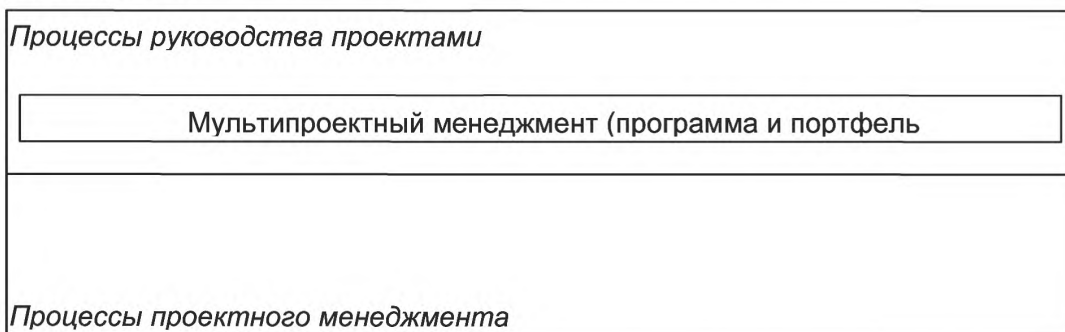 Процессы руководства проектами
Мультипроектный менеджмент (программа и портфель
Процессы проектного менеджмента